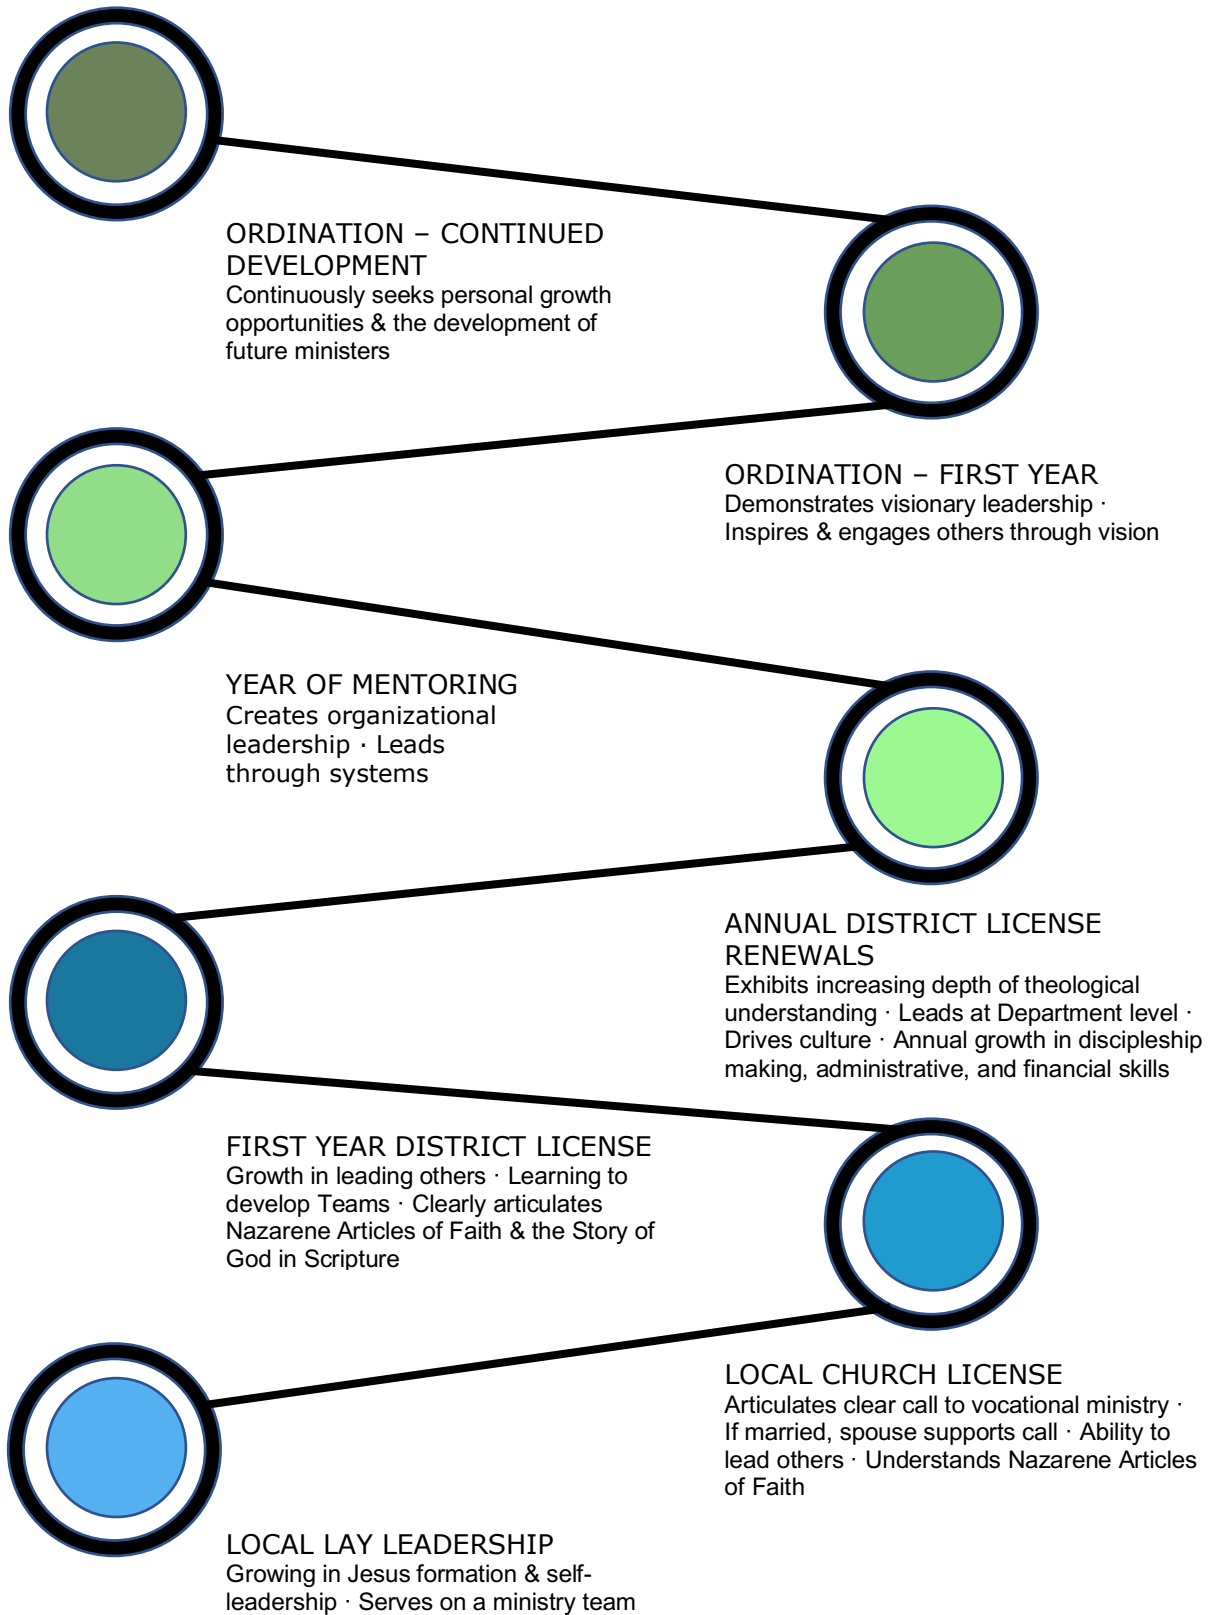 ORDINATION – CONTINUED
DEVELOPMENT
Continuously seeks personal growth
opportunities & the development of
future ministers
ORDINATION – FIRST YEAR
Demonstrates visionary leadership ·
Inspires & engages others through vision
YEAR OF MENTORING
Creates organizational
leadership · Leads
through systems
ANNUAL DISTRICT LICENSE
RENEWALS
Exhibits increasing depth of theological
understanding · Leads at Department level ·
Drives culture · Annual growth in discipleship
making, administrative, and financial skills
FIRST YEAR DISTRICT LICENSE
Growth in leading others · Learning to
develop Teams · Clearly articulates
Nazarene Articles of Faith & the Story of
God in Scripture
LOCAL CHURCH LICENSE
Articulates clear call to vocational ministry ·
If married, spouse supports call · Ability to
lead others · Understands Nazarene Articles
of Faith
LOCAL LAY LEADERSHIP
Growing in Jesus formation & self-
leadership · Serves on a ministry team